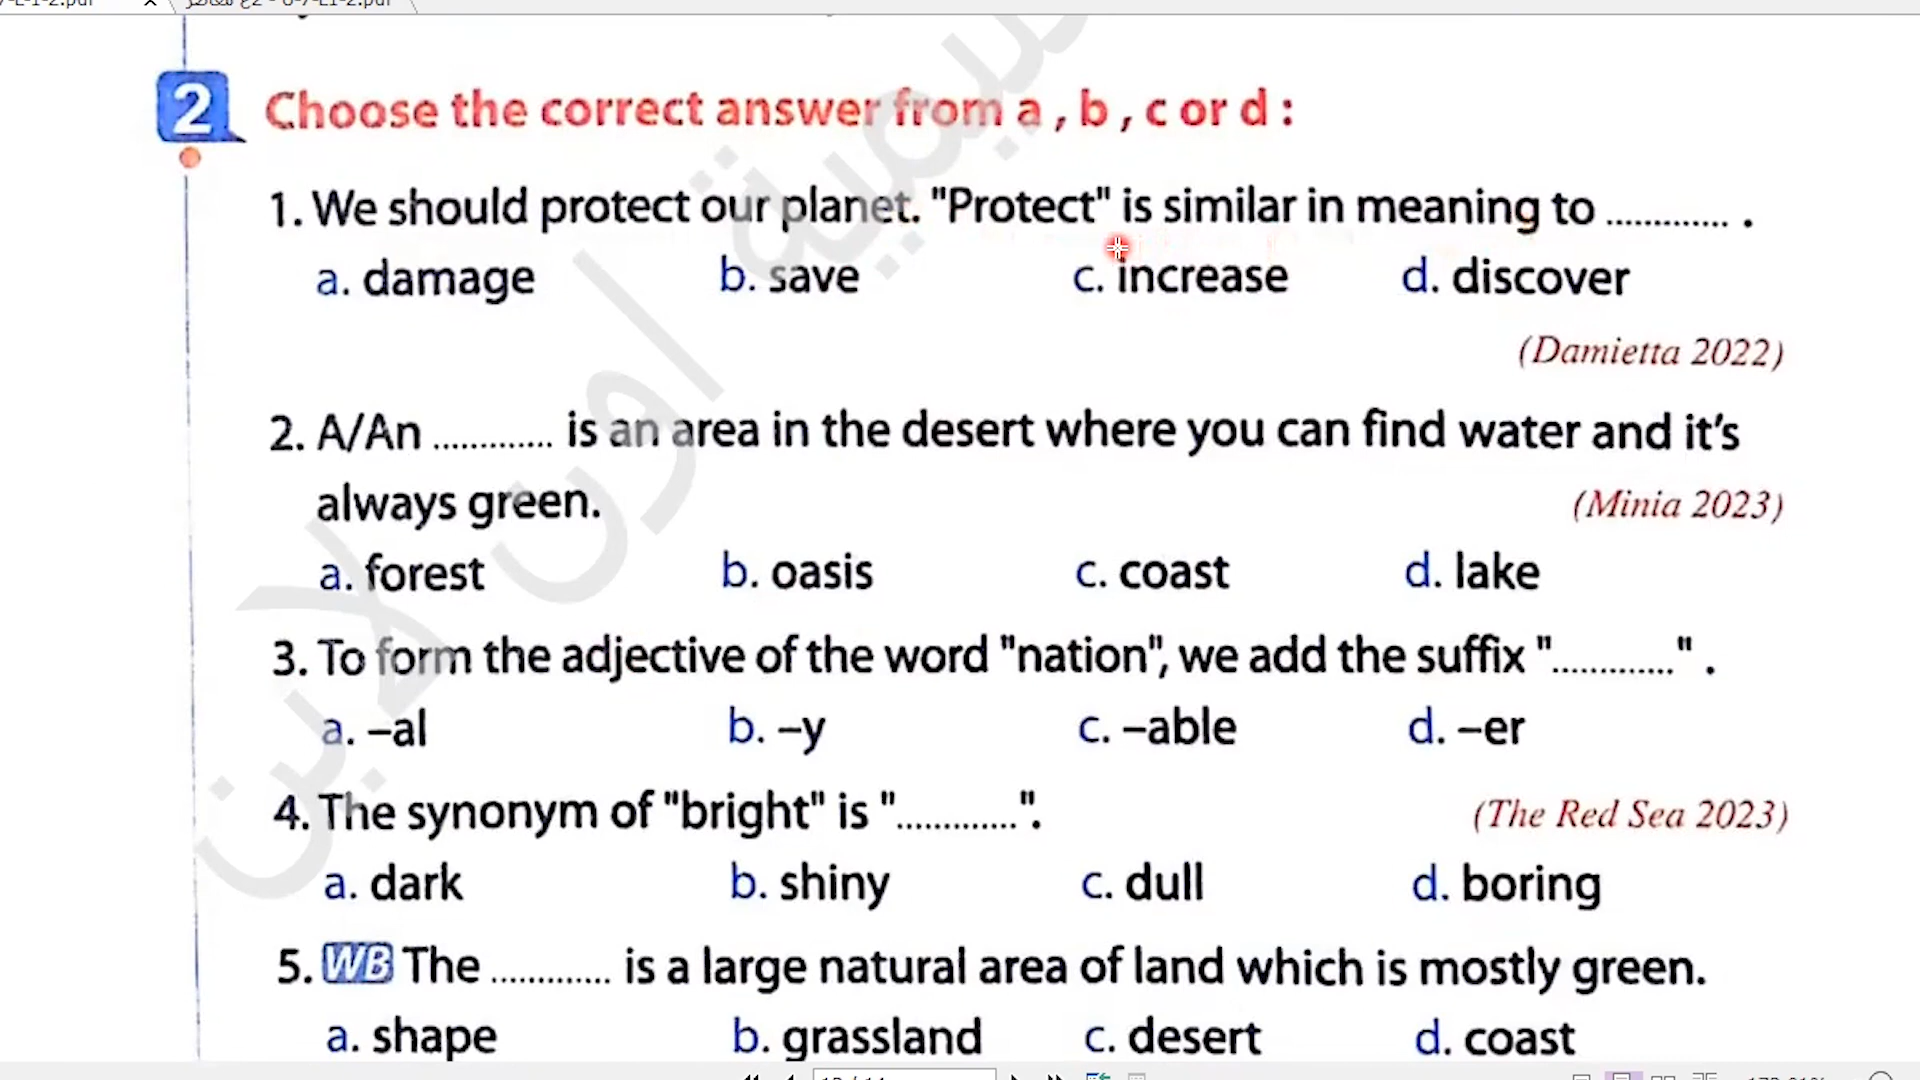 2 Choose the correct answer from a , b , c or d :
1. We should protect our planet. "Protect" is similar in meaning to ............. .
a. damage b. save c. increase d. discover
(Damietta 2022)
2. A/An ............. is an area in the desert where you can find water and it's
always green. (Minia 2023)
a. forest b. oasis c. coast d. lake
3. To form the adjective of the word "nation", we add the suffix "............." .
a. –al b. –y c. –able d. –er
4. The synonym of "bright" is ".............". (The Red Sea 2023)
a. dark b. shiny c. dull d. boring
5. WB The ............. is a large natural area of land which is mostly green.
a. shape b. grassland c. desert d. coast
اون لاين